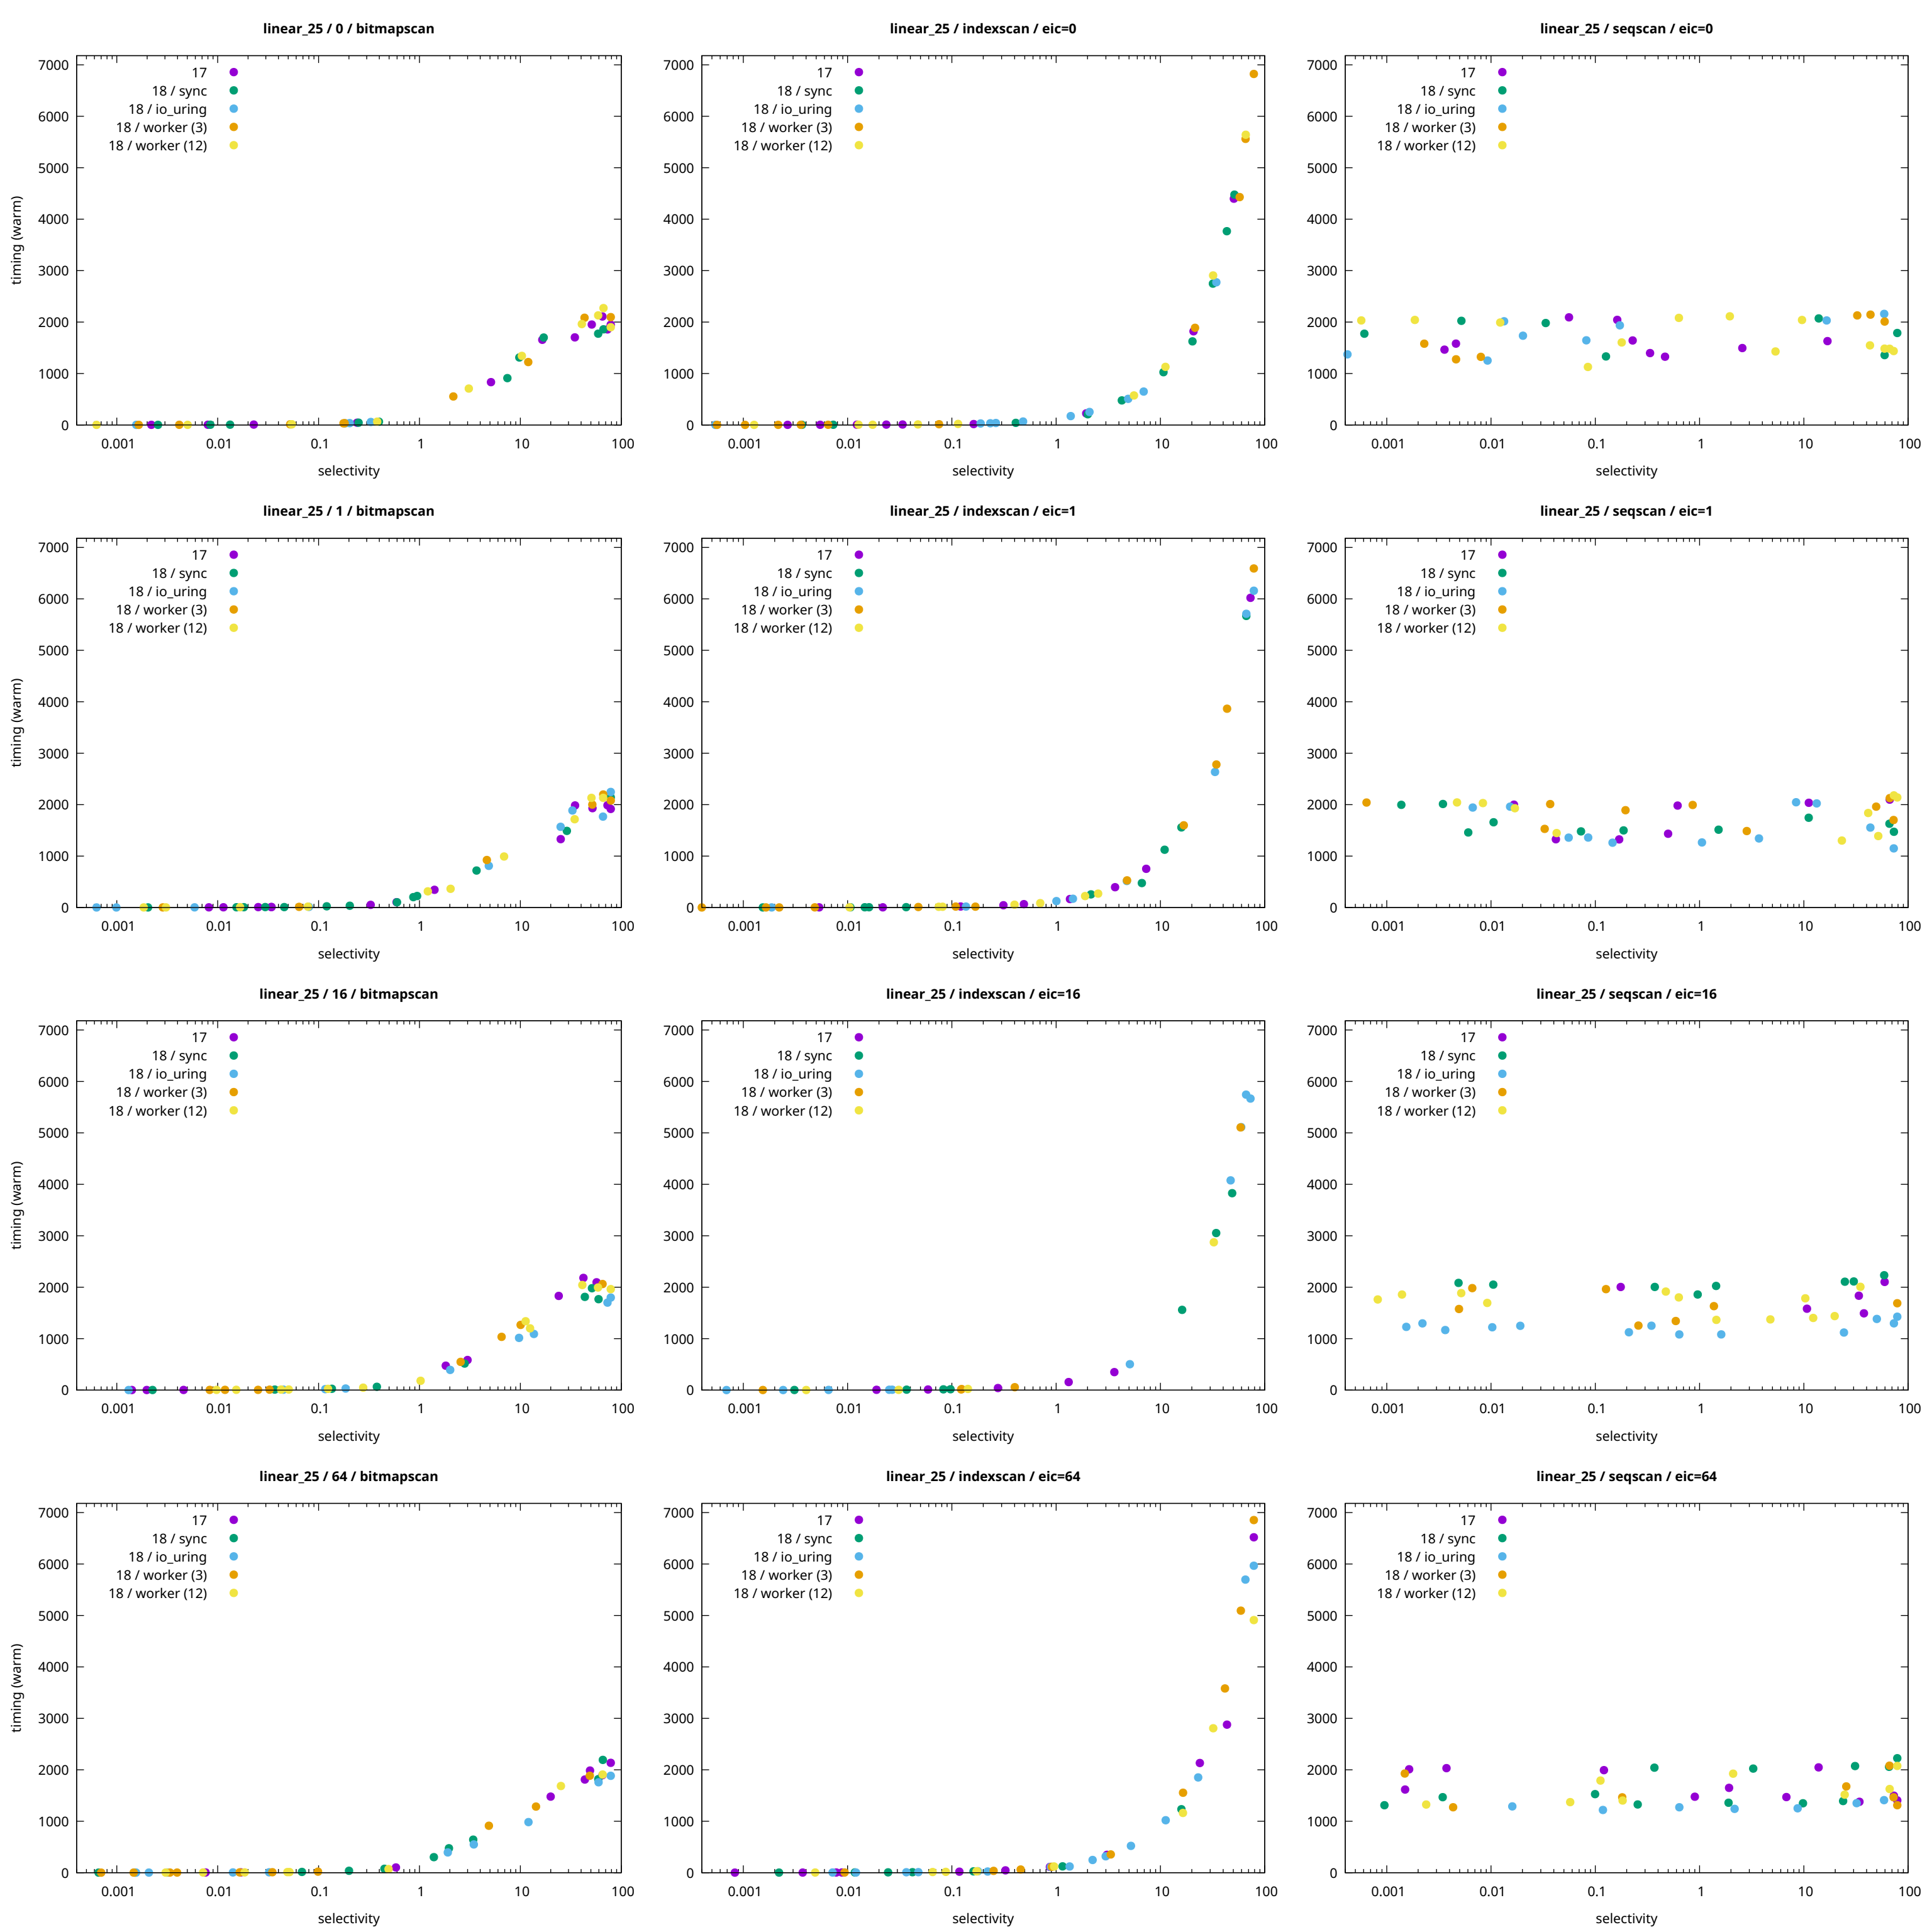 linear_25 / 0 / bitmapscan
timing (warm)
7000
6000
5000
4000
3000
2000
1000
0
17
18 / sync
18 / io_uring
18 / worker (3)
18 / worker (12)
0.001 0.01 0.1 1 10 100
selectivity
linear_25 / indexscan / eic=0
7000
6000
5000
4000
3000
2000
1000
0
17
18 / sync
18 / io_uring
18 / worker (3)
18 / worker (12)
0.001 0.01 0.1 1 10 100
selectivity
linear_25 / seqscan / eic=0
7000
6000
5000
4000
3000
2000
1000
0
17
18 / sync
18 / io_uring
18 / worker (3)
18 / worker (12)
0.001 0.01 0.1 1 10 100
selectivity
linear_25 / 1 / bitmapscan
timing (warm)
7000
6000
5000
4000
3000
2000
1000
0
17
18 / sync
18 / io_uring
18 / worker (3)
18 / worker (12)
0.001 0.01 0.1 1 10 100
selectivity
linear_25 / indexscan / eic=1
7000
6000
5000
4000
3000
2000
1000
0
17
18 / sync
18 / io_uring
18 / worker (3)
18 / worker (12)
0.001 0.01 0.1 1 10 100
selectivity
linear_25 / seqscan / eic=1
7000
6000
5000
4000
3000
2000
1000
0
17
18 / sync
18 / io_uring
18 / worker (3)
18 / worker (12)
0.001 0.01 0.1 1 10 100
selectivity
linear_25 / 16 / bitmapscan
timing (warm)
7000
6000
5000
4000
3000
2000
1000
0
17
18 / sync
18 / io_uring
18 / worker (3)
18 / worker (12)
0.001 0.01 0.1 1 10 100
selectivity
linear_25 / indexscan / eic=16
7000
6000
5000
4000
3000
2000
1000
0
17
18 / sync
18 / io_uring
18 / worker (3)
18 / worker (12)
0.001 0.01 0.1 1 10 100
selectivity
linear_25 / seqscan / eic=16
7000
6000
5000
4000
3000
2000
1000
0
17
18 / sync
18 / io_uring
18 / worker (3)
18 / worker (12)
0.001 0.01 0.1 1 10 100
selectivity
linear_25 / 64 / bitmapscan
timing (warm)
7000
6000
5000
4000
3000
2000
1000
0
17
18 / sync
18 / io_uring
18 / worker (3)
18 / worker (12)
0.001 0.01 0.1 1 10 100
selectivity
linear_25 / indexscan / eic=64
7000
6000
5000
4000
3000
2000
1000
0
17
18 / sync
18 / io_uring
18 / worker (3)
18 / worker (12)
0.001 0.01 0.1 1 10 100
selectivity
linear_25 / seqscan / eic=64
7000
6000
5000
4000
3000
2000
1000
0
17
18 / sync
18 / io_uring
18 / worker (3)
18 / worker (12)
0.001 0.01 0.1 1 10 100
selectivity